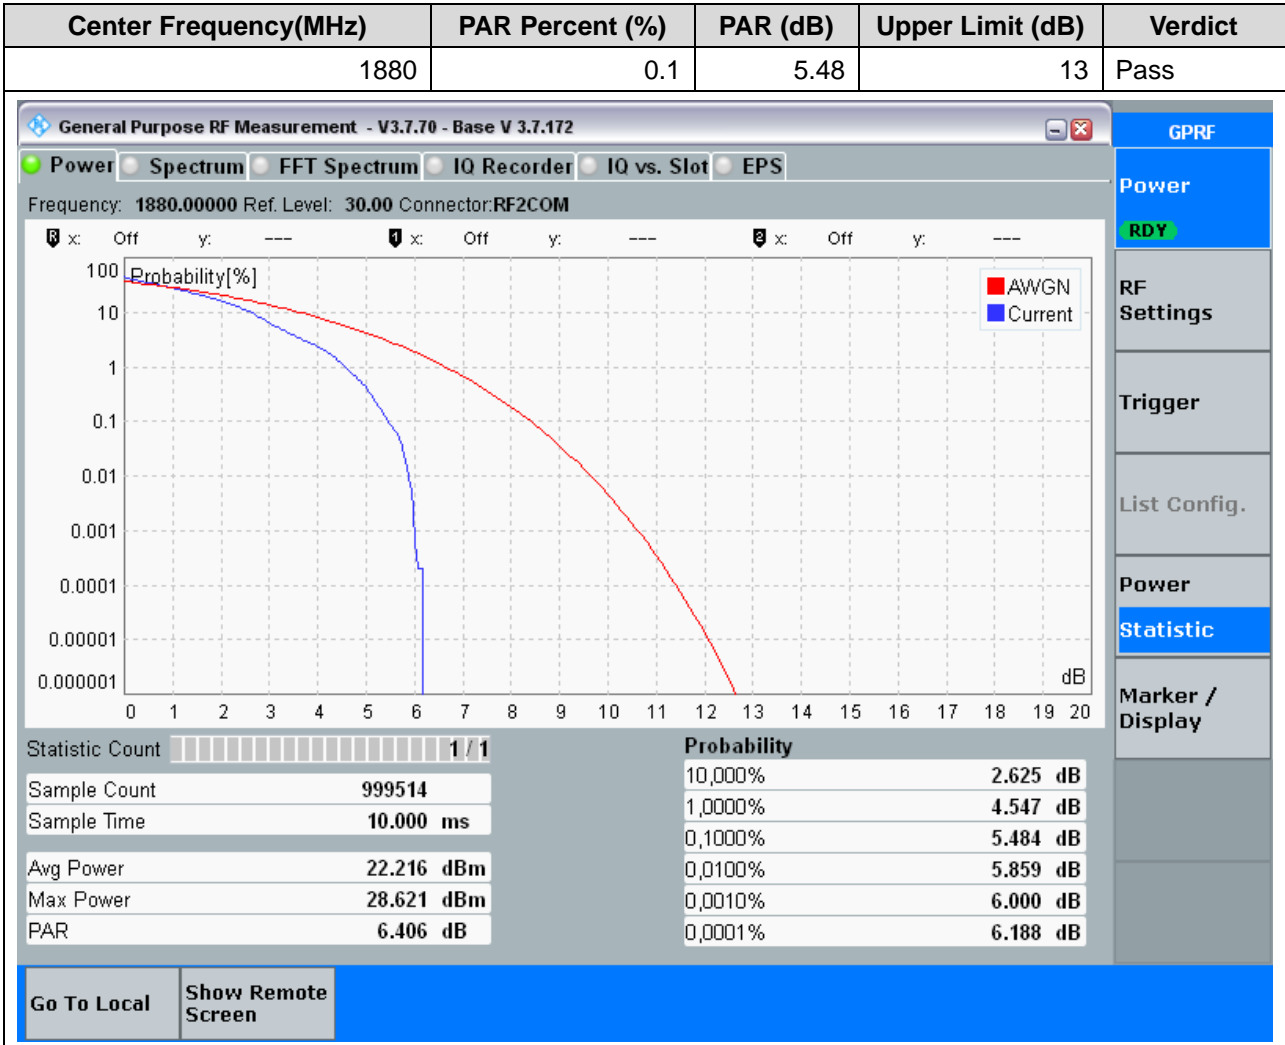 Center Frequency(MHz) PAR Percent (%) PAR (dB) Upper Limit (dB) Verdict
1880 0.1 5.48 13 Pass
General Purpose RF Measurement - V3.7.70 - Base V 3.7.172
GPRF
Power Spectrum FFT Spectrum IQ Recorder IQ vs. Slot EPS
Frequency: 1880.00000 Ref. Level: 30.00 Connector:RF2COM
R x: Off y: --- 1 x: Off y: --- 2 x: Off y: ---
Probability[%]
100
10
1
0.1
0.01
0.001
0.0001
0.00001
0.000001
AWGN
Current
dB
0 1 2 3 4 5 6 7 8 9 10 11 12 13 14 15 16 17 18 19 20
Statistic Count 1 / 1
Sample Count 999514
Sample Time 10.000 ms
Avg Power 22.216 dBm
Max Power 28.621 dBm
PAR 6.406 dB
Probability
10,000% 2.625 dB
1,0000% 4.547 dB
0,1000% 5.484 dB
0,0100% 5.859 dB
0,0010% 6.000 dB
0,0001% 6.188 dB
Power
RDY
RF
Settings
Trigger
List Config.
Power
Statistic
Marker /
Display
Go To Local
Show Remote
Screen